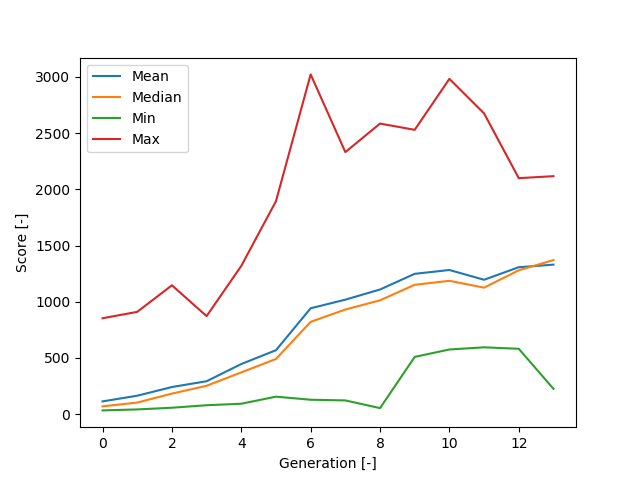 Mean
Median
Min
Max
3000
2500
2000
1500
1000
500
0
Score [-]
0 2 4 6 8 10 12
Generation [-]